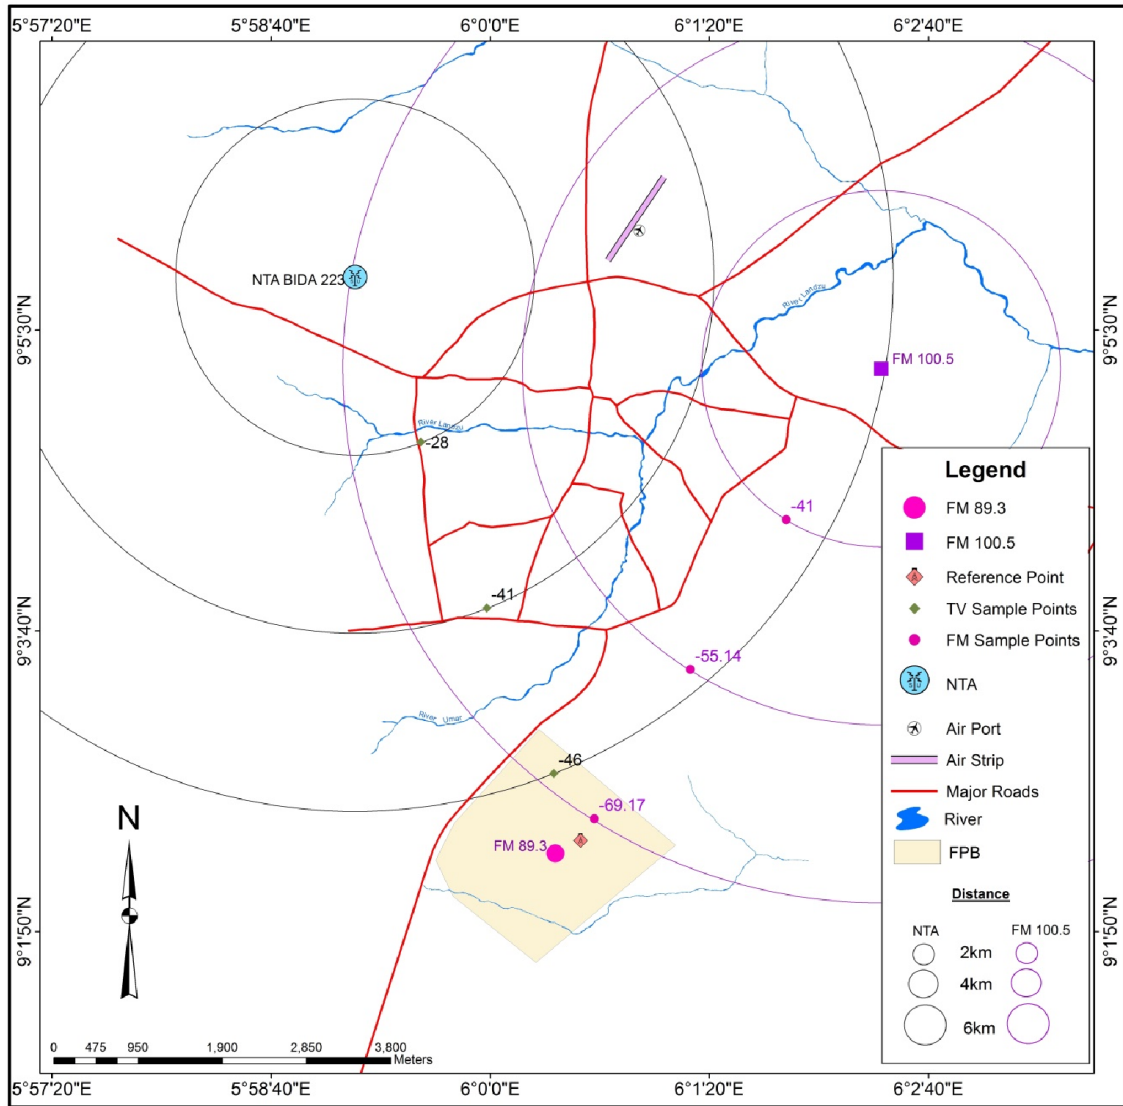 5°57'20"E 5°58'40"E 6°0'0"E 6°1'20"E 6°2'40"E
NTA BIDA 223
9°5'30"N
9°5'30"N
River Landzu
FM 100.5
River Landzu
-28
-41
-41
9°3'40"N
9°3'40"N
-55.14
River Umar
-46
-69.17
A
FM 89.3
9°1'50"N
9°1'50"N
N
Legend
FM 89.3
FM 100.5
A
Reference Point
TV Sample Points
FM Sample Points
NTA
Air Port
Air Strip
Major Roads
River
FPB
Distance
NTA FM 100.5
2km
4km
6km
0 475 950 1,900 2,850 3,800
Meters
5°57'20"E 5°58'40"E 6°0'0"E 6°1'20"E 6°2'40"E